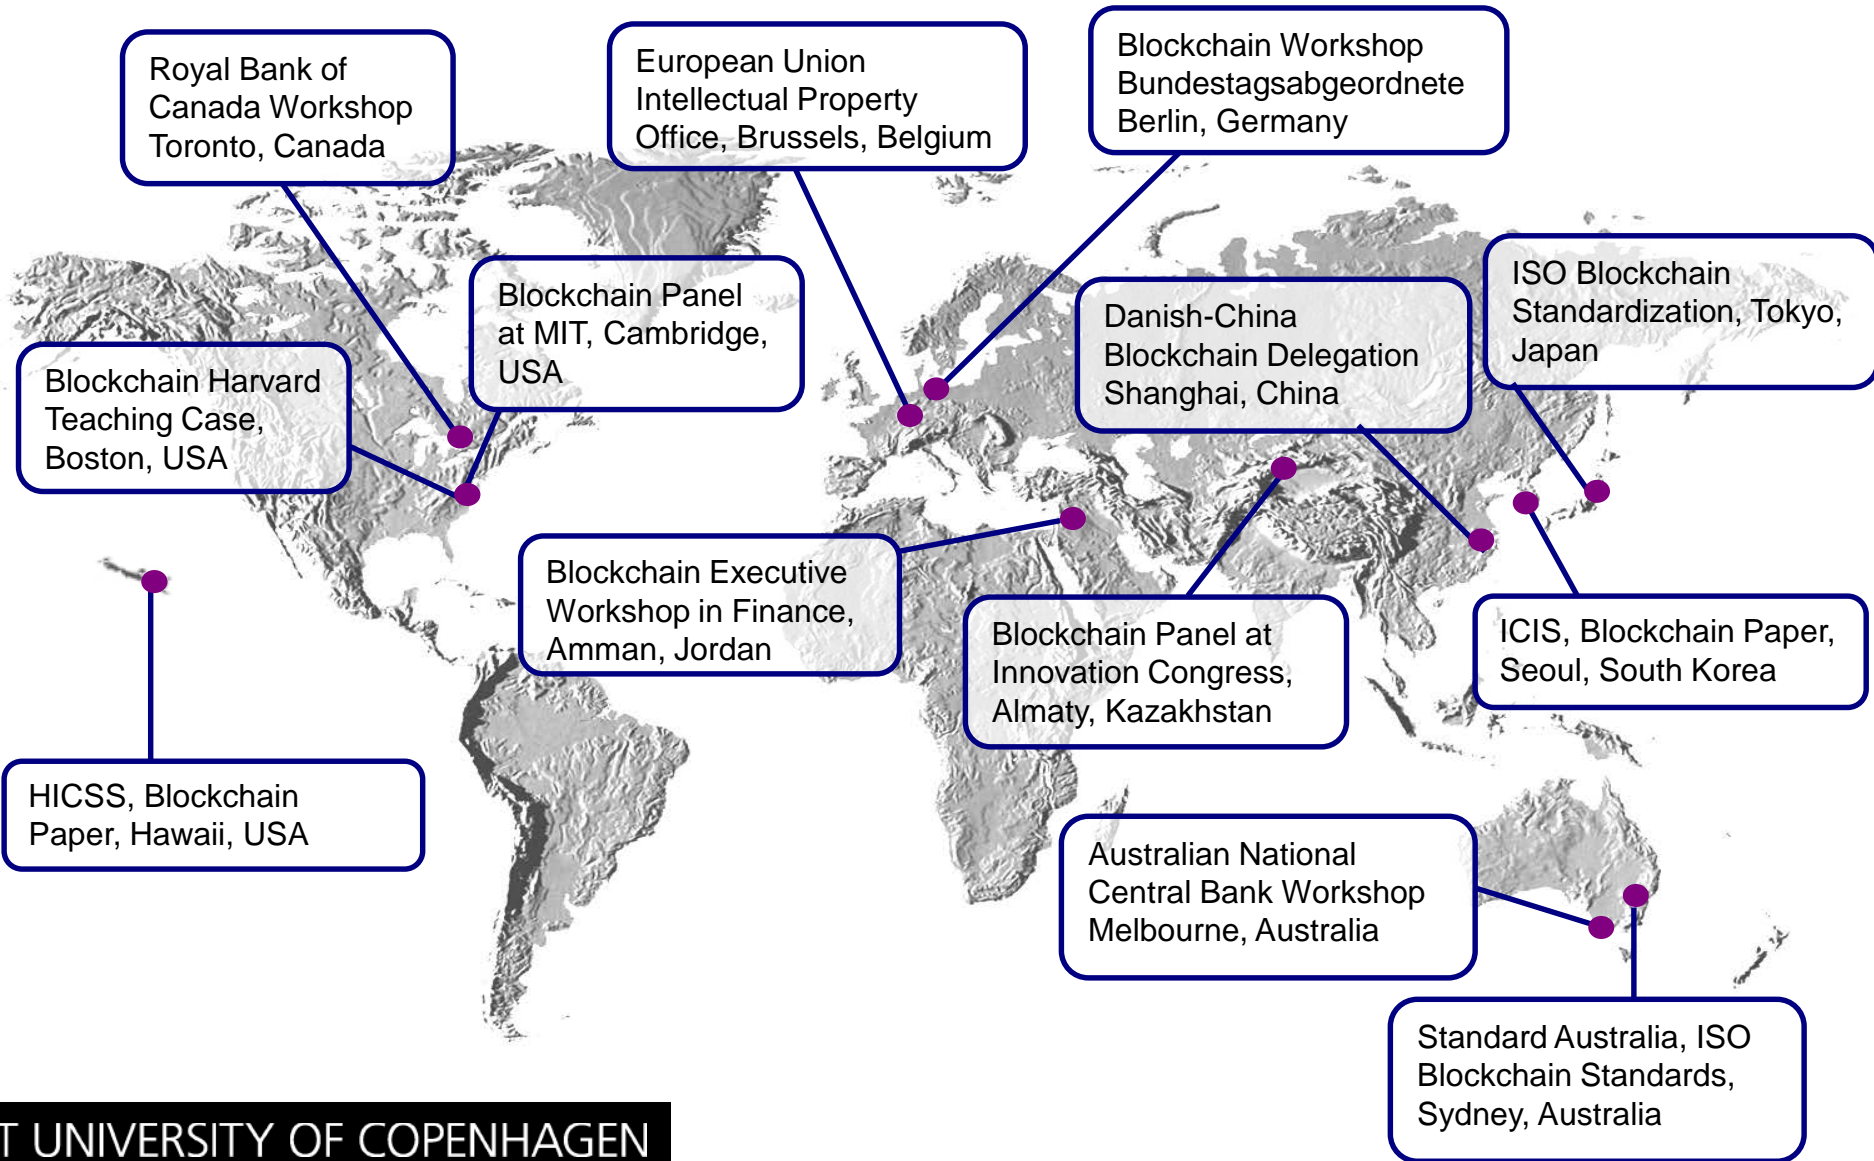 Royal Bank of
Canada Workshop
Toronto, Canada
European Union
Intellectual Property
Office, Brussels, Belgium
Blockchain Workshop
Bundestagsabgeordnete
Berlin, Germany
Blockchain Panel
at MIT, Cambridge,
USA
ISO Blockchain
Standardization, Tokyo,
Japan
Danish-China
Blockchain Delegation
Shanghai, China
Blockchain Harvard
Teaching Case,
Boston, USA
Blockchain Executive
Workshop in Finance,
Amman, Jordan
Blockchain Panel at
Innovation Congress,
Almaty, Kazakhstan
ICIS, Blockchain Paper,
Seoul, South Korea
HICSS, Blockchain
Paper, Hawaii, USA
Australian National
Central Bank Workshop
Melbourne, Australia
Standard Australia, ISO
Blockchain Standards,
Sydney, Australia
T UNIVERSITY OF COPENHAGEN